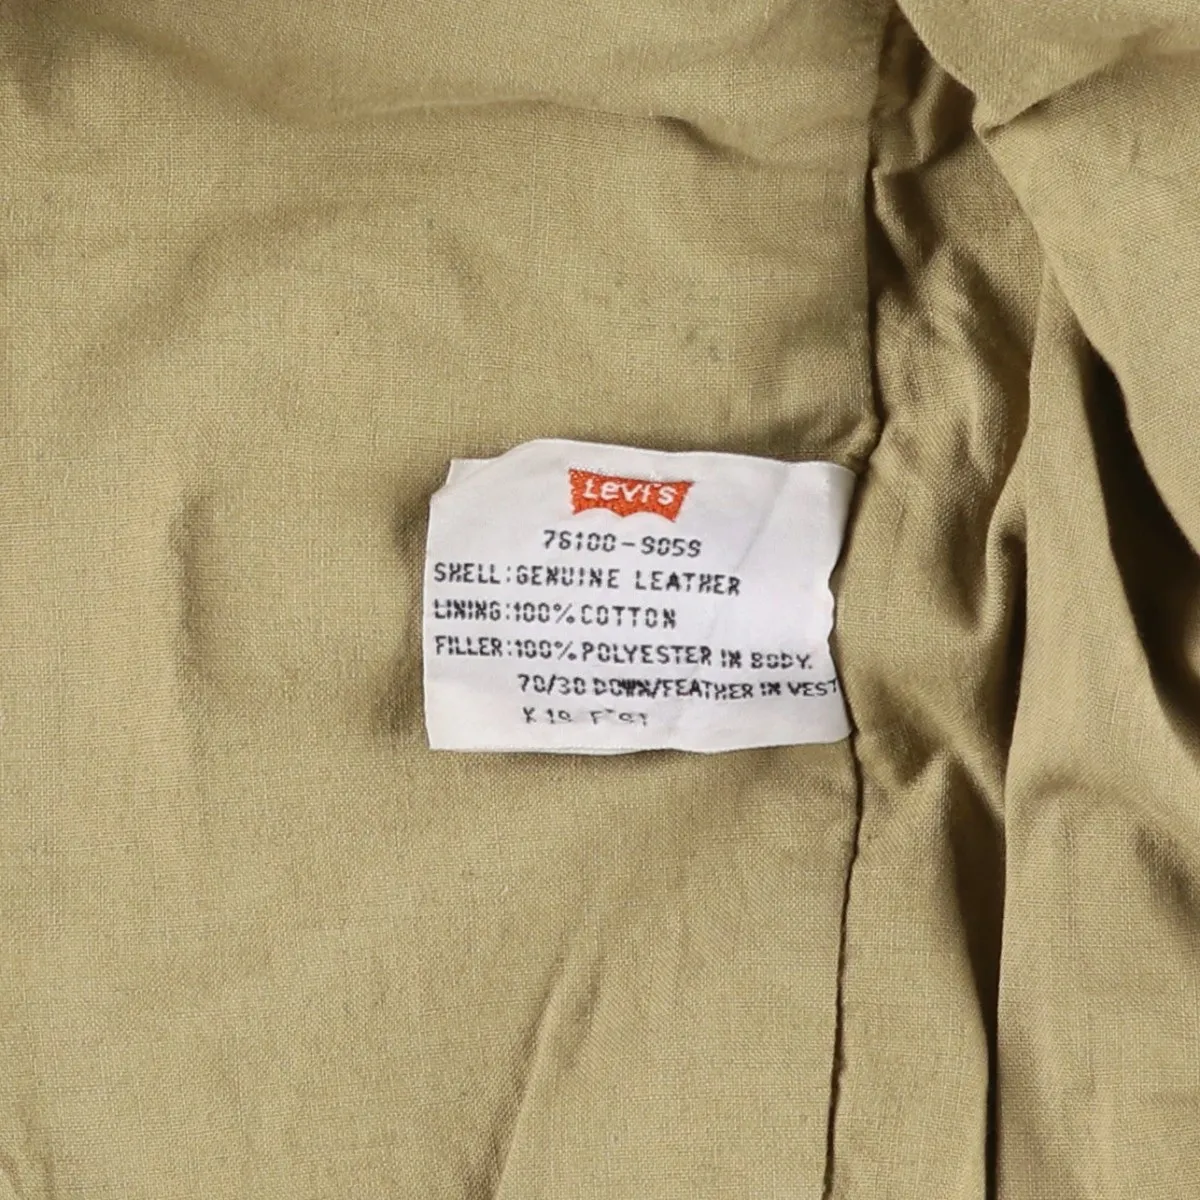 Levi's
76100-S05S
SHELL:GENUINE LEATHER
LINING:100%COTTON
FILLER:100%POLYESTER IN BODY.
70/30 DOWN/FEATHER IN VEST